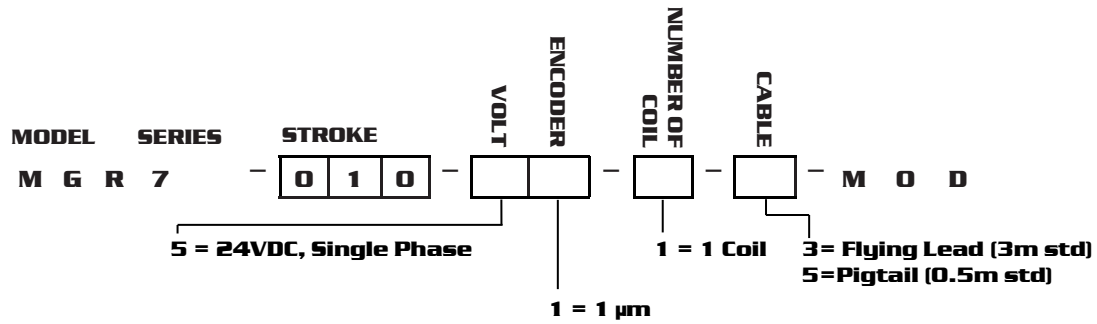 VOLT
ENCODER
NUMBER OF
COIL
CABLE
MODEL SERIES STROKE
M G R 7 - 0 1 0 - - - - M O D
5 = 24VDC, Single Phase
1 = 1 Coil
3= Flying Lead (3m std)
5=Pigtail (0.5m std)
1 = 1 µm